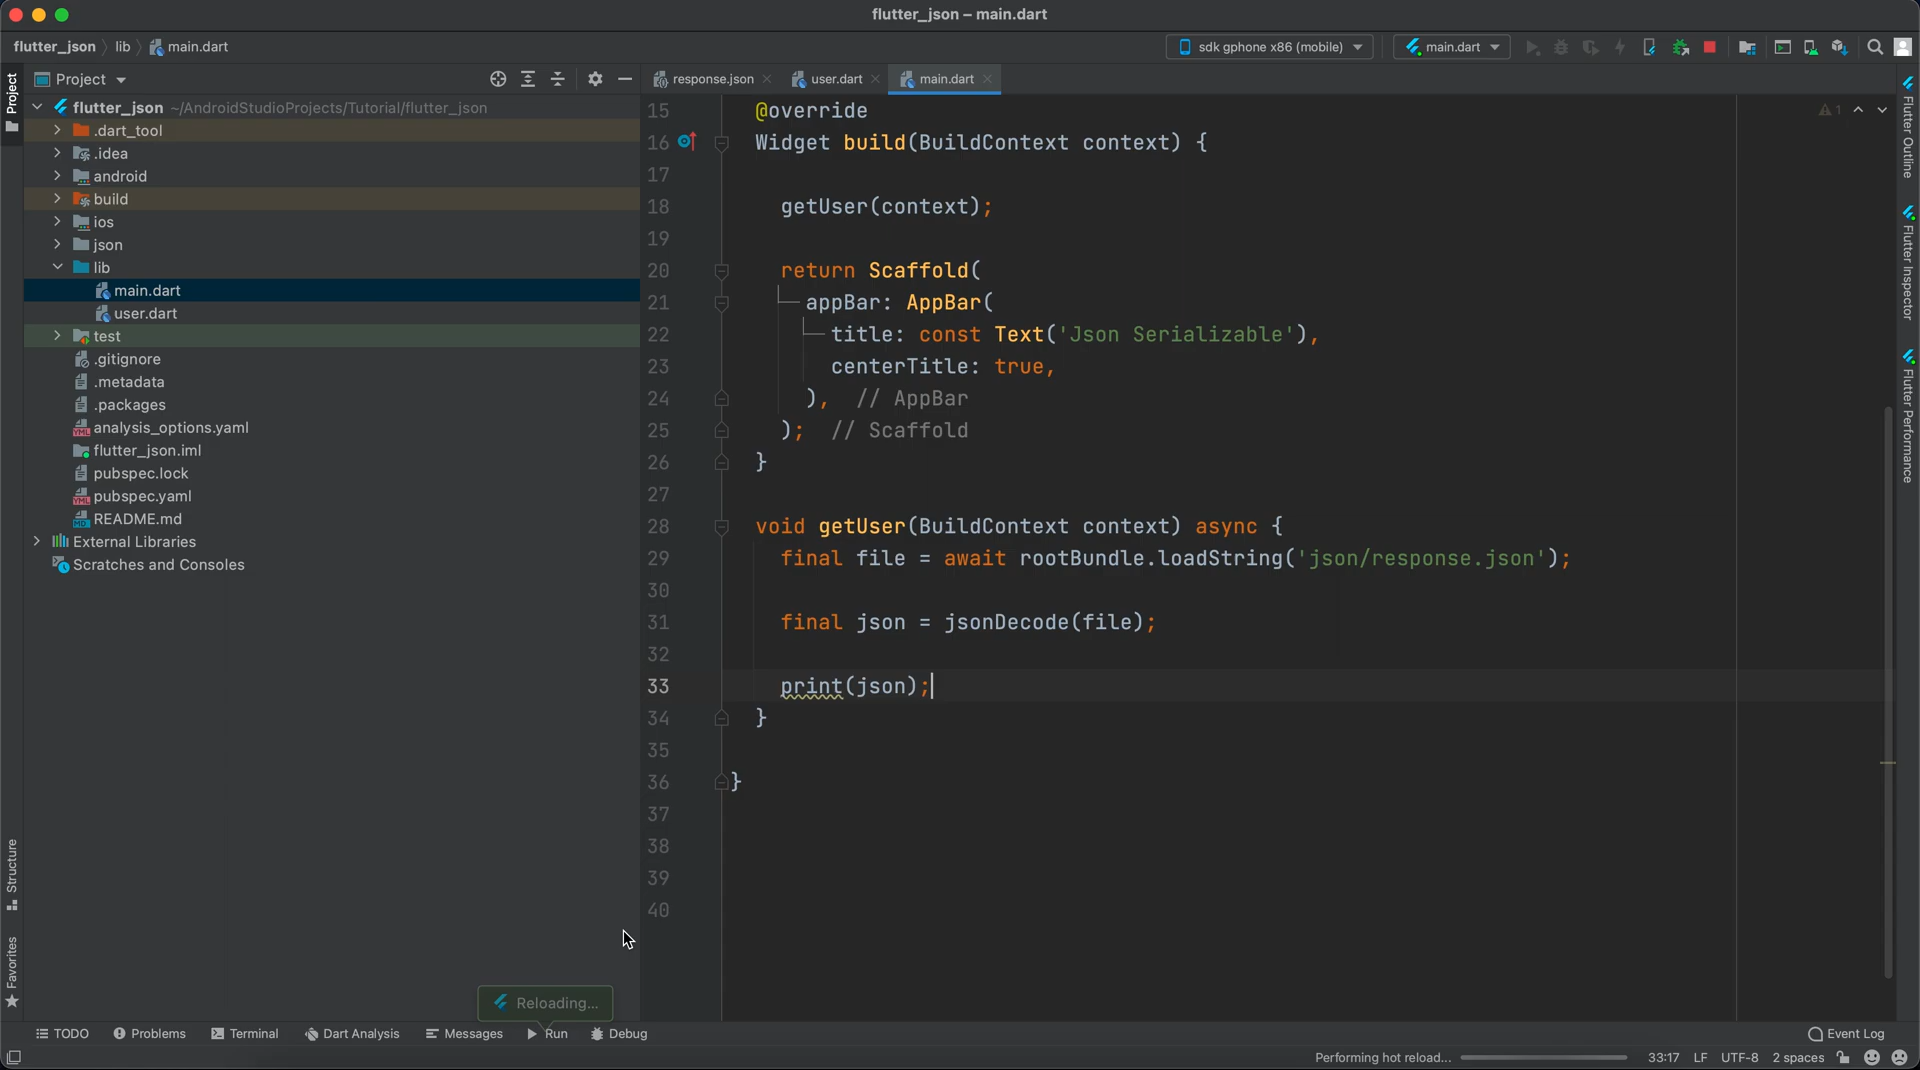 flutter_json – main.dart
flutter_json lib main.dart
sdk gphone x86 (mobile) main.dart
Project
Project
response.json user.dart main.dart
flutter_json ~/AndroidStudioProjects/Tutorial/flutter_json
.dart_tool
.idea
android
build
ios
json
lib
main.dart
user.dart
test
.gitignore
.metadata
.packages
analysis_options.yaml
flutter_json.iml
pubspec.lock
pubspec.yaml
README.md
External Libraries
Scratches and Consoles
Structure
Favorites
15 @override
16 Widget build(BuildContext context) {
17
18 getUser(context);
19
20 return Scaffold(
21 appBar: AppBar(
22 title: const Text('Json Serializable'),
23 centerTitle: true,
24 ), // AppBar
25 ); // Scaffold
26 }
27
28 void getUser(BuildContext context) async {
29 final file = await rootBundle.loadString('json/response.json');
30
31 final json = jsonDecode(file);
32
33 print(json);
34 }
35
36 }
37
38
39
40
1
Flutter Outline
Flutter Inspector
Flutter Performance
Reloading...
TODO Problems Terminal Dart Analysis Messages Run Debug Event Log
Performing hot reload... 33:17 LF UTF-8 2 spaces